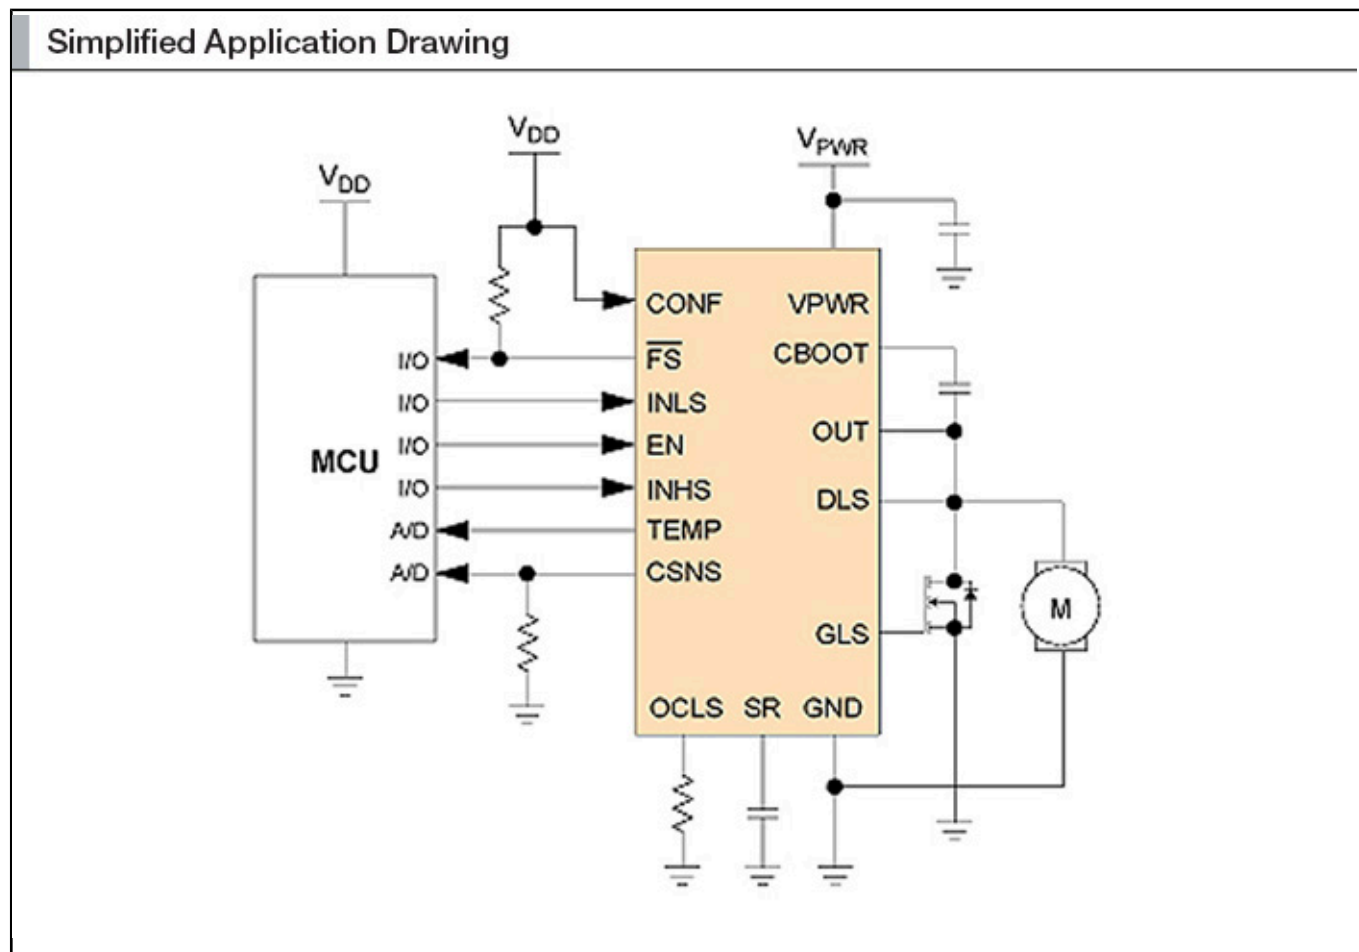 Simplified Application Drawing
VDD
VDD
VPWR
MCU
I/O
I/O
I/O
I/O
A/D
A/D
CONF
FS
INLS
EN
INHS
TEMP
CSNS
VPWR
CBOOT
OUT
DLS
GLS
OCLS SR GND
M